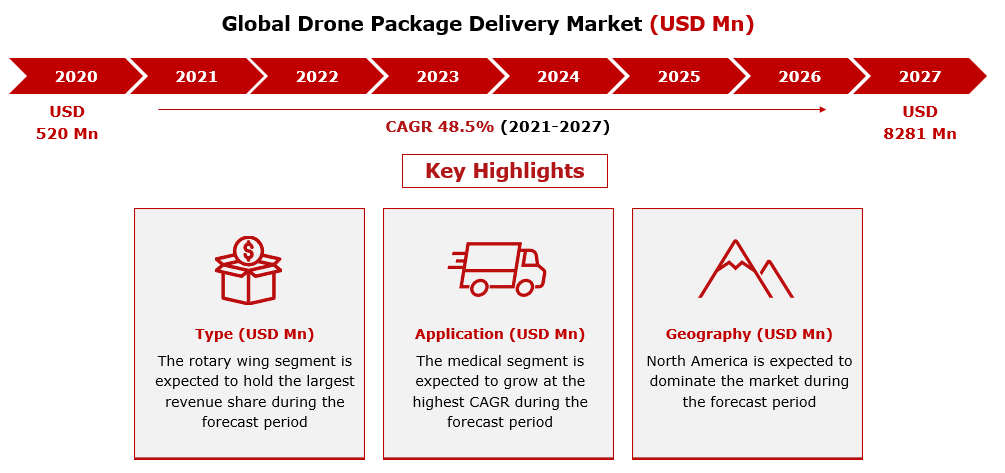 Global Drone Package Delivery Market (USD Mn)
2020 2021 2022 2023 2024 2025 2026 2027
USD
520 Mn
USD
8281 Mn
CAGR 48.5% (2021-2027)
Key Highlights
$
Type (USD Mn)
The rotary wing segment is
expected to hold the largest
revenue share during the
forecast period
Application (USD Mn)
The medical segment is
expected to grow at the
highest CAGR during the
forecast period
Geography (USD Mn)
North America is expected to
dominate the market during
the forecast period